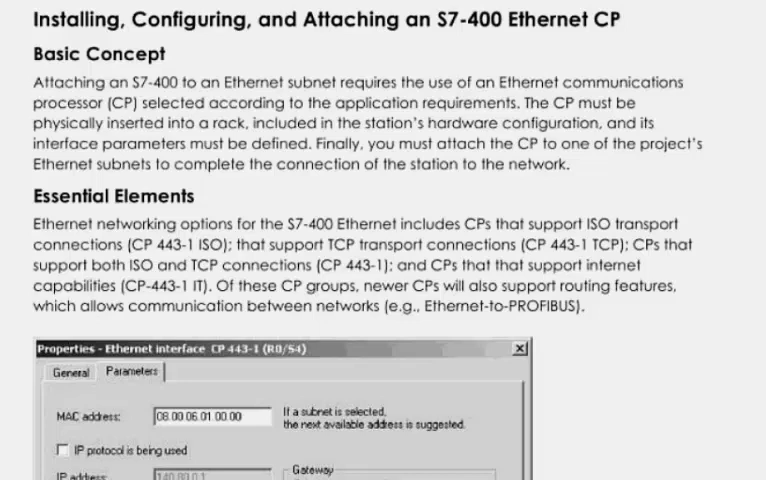 Installing, Configuring, and Attaching an S7-400 Ethernet CP
Basic Concept
Attaching an S7-400 to an Ethernet subnet requires the use of an Ethernet communications
processor (CP) selected according to the application requirements. The CP must be
physically inserted into a rack, included in the station's hardware configuration, and its
interface parameters must be defined. Finally, you must attach the CP to one of the project's
Ethernet subnets to complete the connection of the station to the network.
Essential Elements
Ethernet networking options for the S7-400 Ethernet includes CPs that support ISO transport
connections (CP 443-1 ISO); that support TCP transport connections (CP 443-1 TCP); CPs that
support both ISO and TCP connections (CP 443-1); and CPs that that support internet
capabilities (CP-443-1 IT). Of these CP groups, newer CPs will also support routing features,
which allows communication between networks (e.g., Ethernet-to-PROFIBUS).
Properties - Ethernet interface CP 443-1 (R0/S4)
General Parameters
MAC address: 08.00.06.01.00.00 If a subnet is selected,
the next available address is suggested.
IP protocol is being used
IP address: 140.80.0.1 Gateway